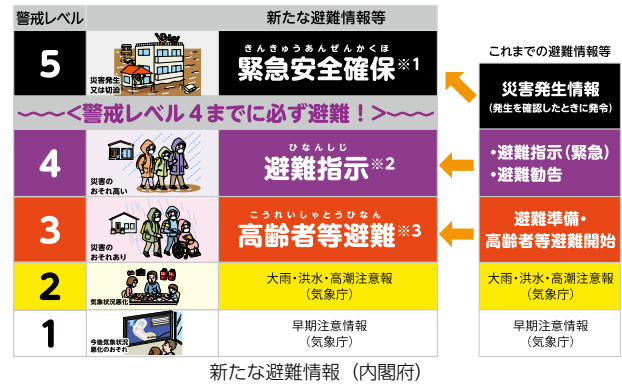 警戒レベル
新たな避難情報等
5
災害発生
又は切迫
きんきゅうあんぜんかくほ
緊急安全確保※1
〜〜〜<警戒レベル4までに必ず避難!>〜〜〜
4
災害の
おそれ高い
ひなんしじ
避難指示※2
3
災害の
おそれあり
こうれいしゃとうひなん
高齢者等避難※3
2
気象状況悪化
大雨・洪水・高潮注意報
(気象庁)
1
今後気象状況
悪化のおそれ
早期注意情報
(気象庁)
これまでの避難情報等
災害発生情報
(発生を確認したときに発令)
・避難指示(緊急)
・避難勧告
避難準備・
高齢者等避難開始
大雨・洪水・高潮注意報
(気象庁)
早期注意情報
(気象庁)
新たな避難情報(内閣府)